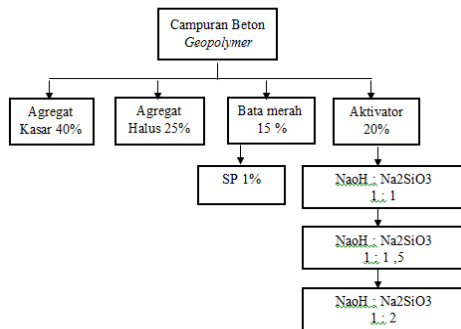 Campuran Beton
Geopolymer
Agregat
Kasar 40%
Agregat
Halus 25%
Bata merah
15 %
Aktivator
20%
SP 1%
NaoH : Na2SiO3
1 : 1
NaoH : Na2SiO3
1 : 1 ,5
NaoH : Na2SiO3
1 : 2